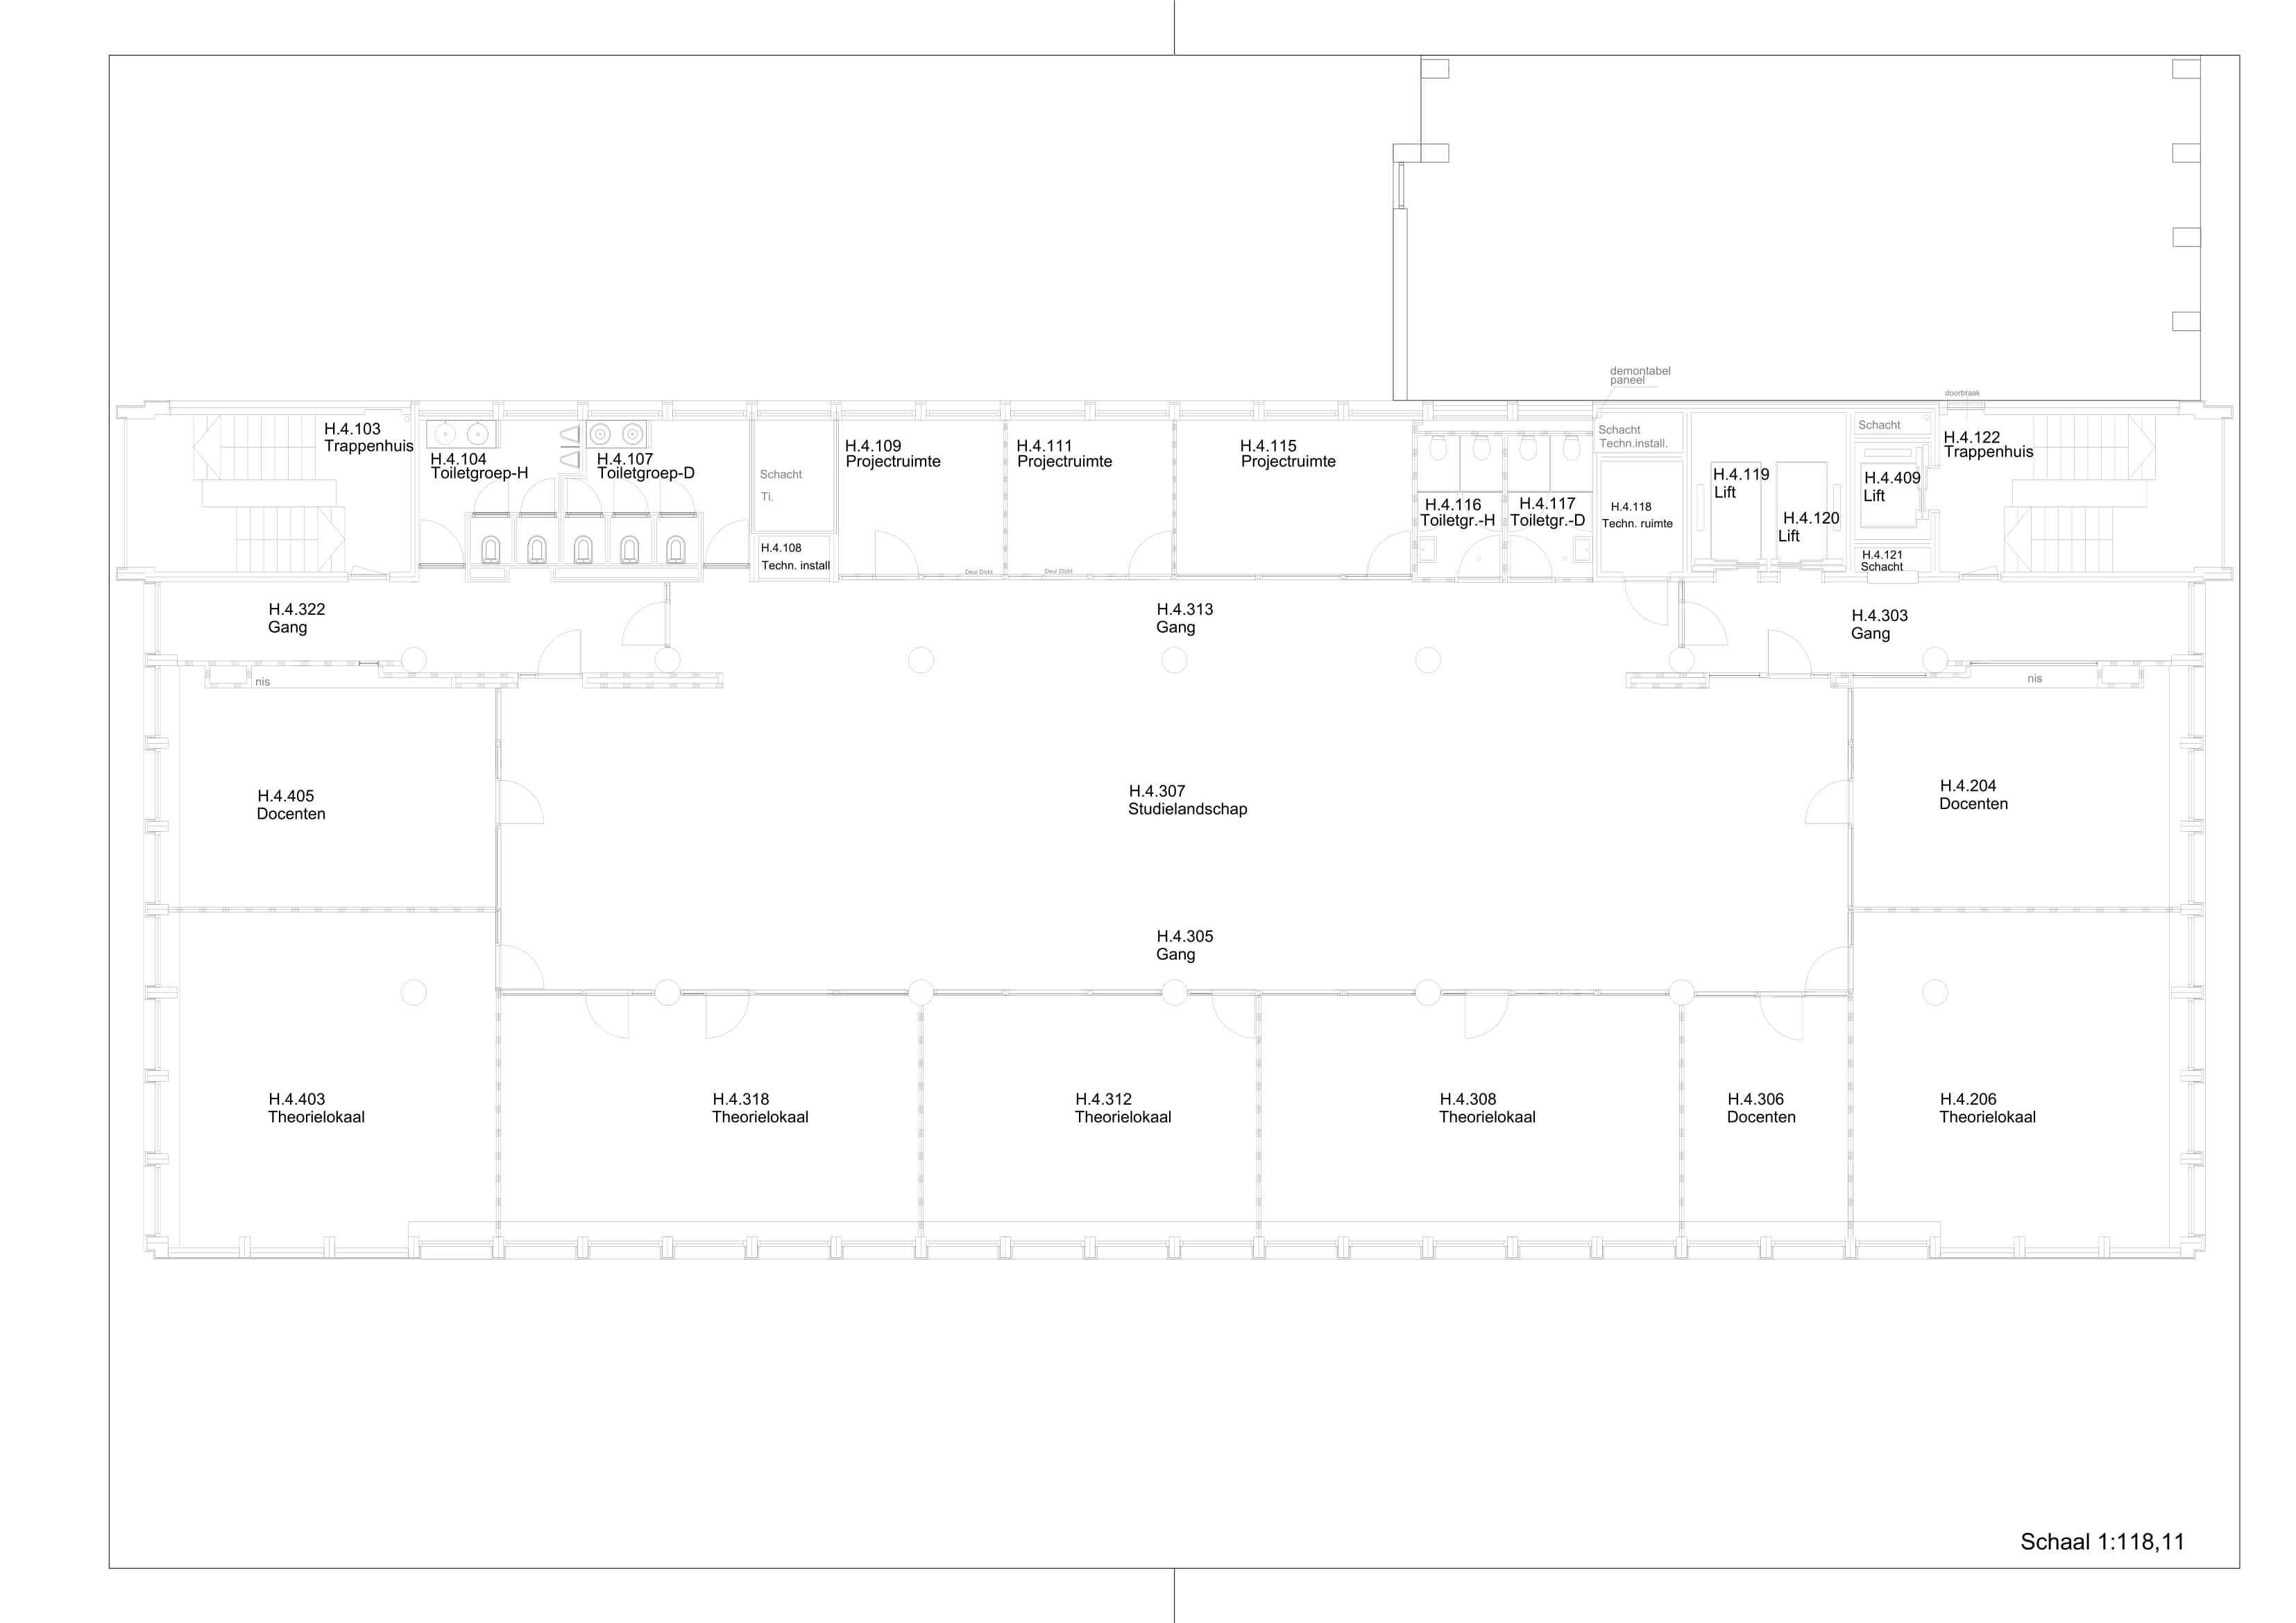 demontabel
paneel
doorbraak
H.4.103
Trappenhuis
H.4.104
Toiletgroep-H
H.4.107
Toiletgroep-D
Schacht
Ti.
H.4.108
Techn. install
H.4.109
Projectruimte
Deur Dicht
H.4.111
Projectruimte
Deur Dicht
H.4.115
Projectruimte
H.4.116
Toiletgr.-H
H.4.117
Toiletgr.-D
Schacht
Techn.install.
H.4.118
Techn. ruimte
H.4.119
Lift
H.4.120
Lift
Schacht
H.4.409
Lift
H.4.121
Schacht
H.4.122
Trappenhuis
H.4.322
Gang
H.4.313
Gang
H.4.303
Gang
nis
nis
H.4.405
Docenten
H.4.307
Studielandschap
H.4.204
Docenten
H.4.305
Gang
H.4.403
Theorielokaal
H.4.318
Theorielokaal
H.4.312
Theorielokaal
H.4.308
Theorielokaal
H.4.306
Docenten
H.4.206
Theorielokaal
Schaal 1:118,11